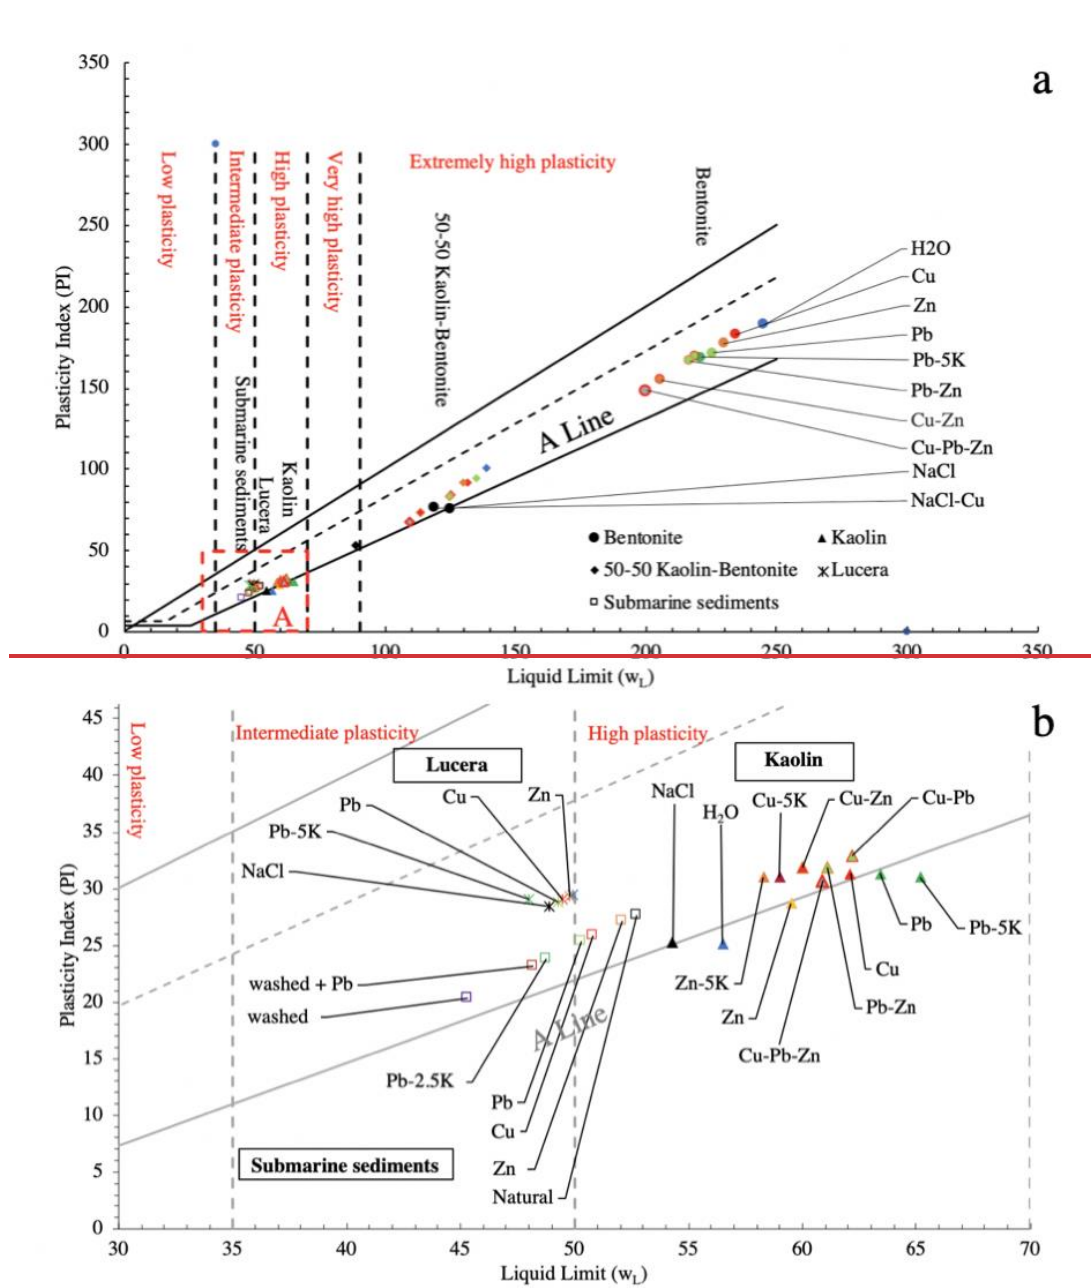 a
350
300
250
200
150
100
50
0
Plasticity Index (PI)
Low plasticity
Intermediate plasticity
High plasticity
Very high plasticity
Extremely high plasticity
Submarine sediments
Lucera
Kaolin
50-50 Kaolin-Bentonite
Bentonite
A Line
A
H2O
Cu
Zn
Pb
Pb-5K
Pb-Zn
Cu-Zn
Cu-Pb-Zn
NaCl
NaCl-Cu
Bentonite
Kaolin
50-50 Kaolin-Bentonite
Lucera
Submarine sediments
0 50 100 150 200 250 300 350
Liquid Limit (wL)
b
45
40
35
30
25
20
15
10
5
0
Plasticity Index (PI)
Low plasticity
Intermediate plasticity
High plasticity
Lucera
Kaolin
Zn
Cu
Pb
Pb-5K
NaCl
NaCl
H₂O
Cu-5K
Cu-Zn
Cu-Pb
Pb
Pb-5K
Cu
Pb-Zn
Zn-5K
Zn
Cu-Pb-Zn
washed + Pb
washed
A Line
Pb-2.5K
Pb
Cu
Zn
Natural
Submarine sediments
30 35 40 45 50 55 60 65 70
Liquid Limit (wL)